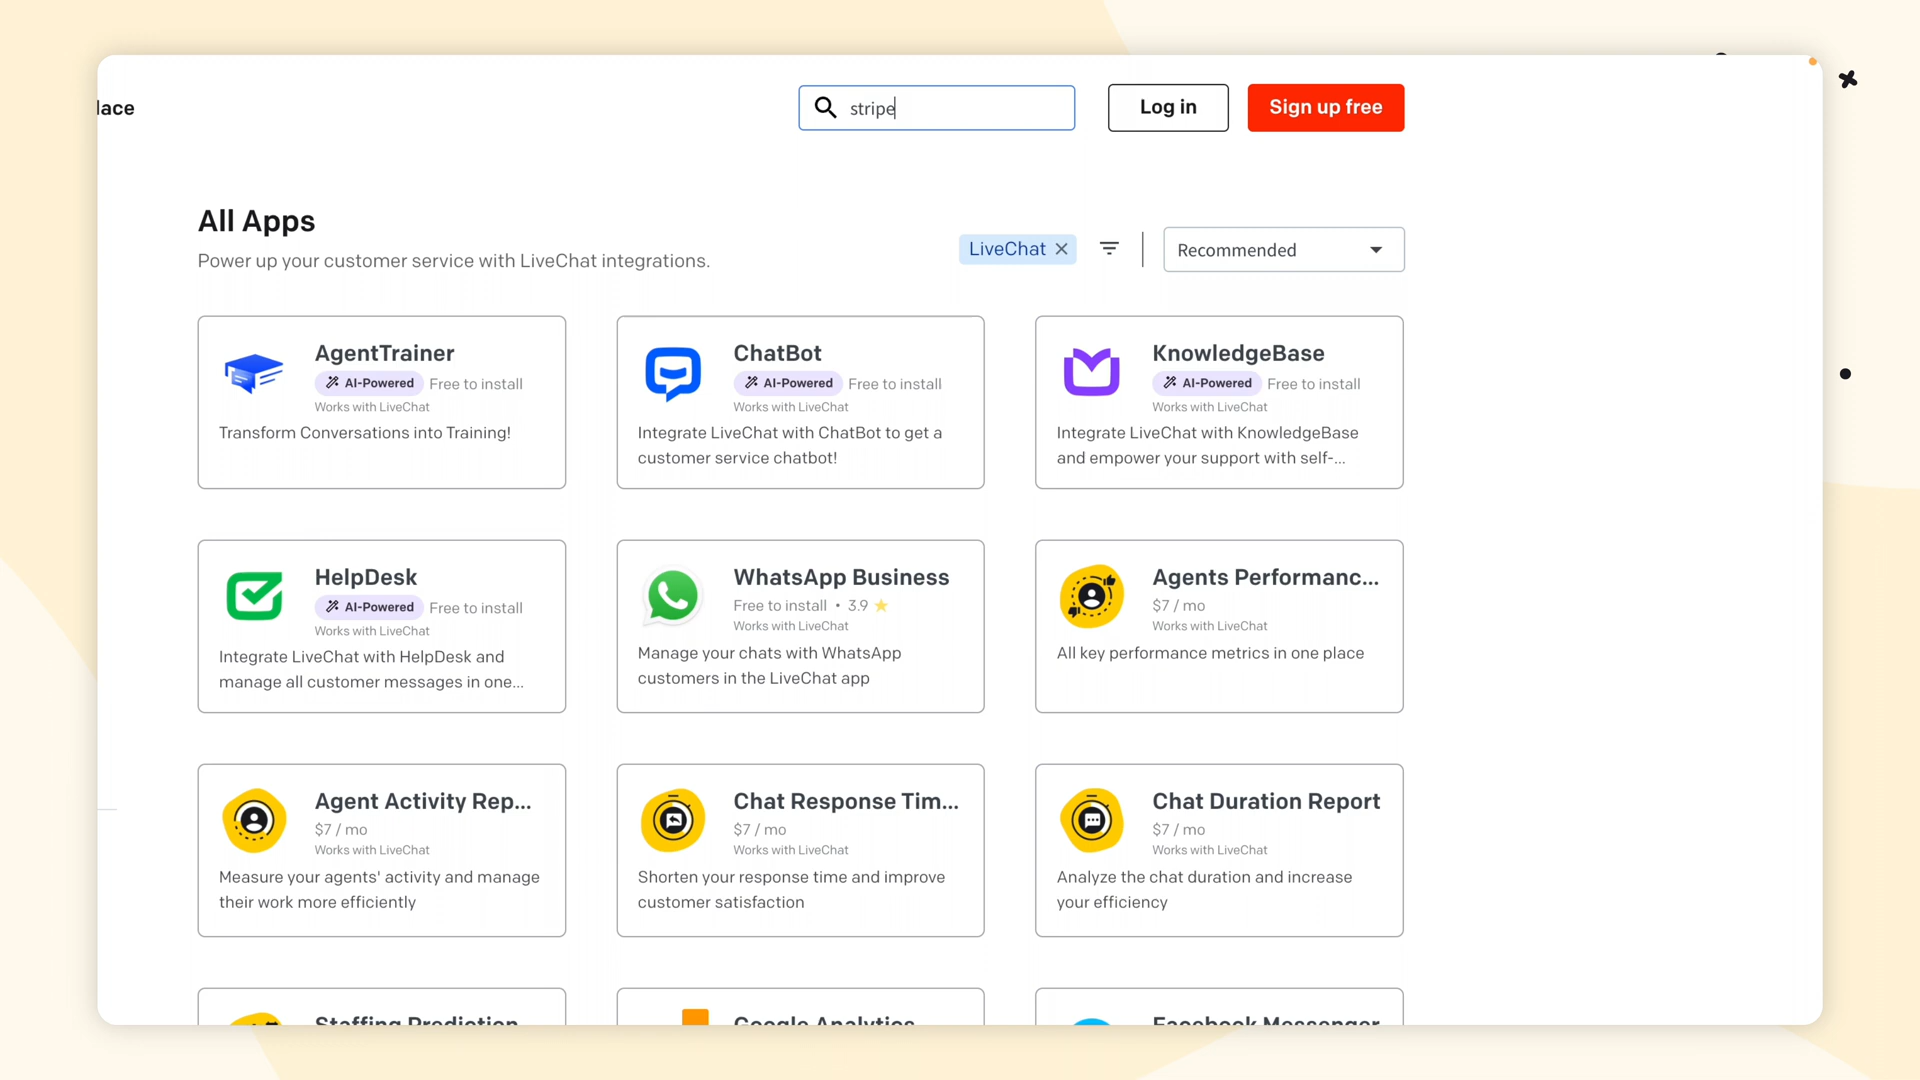 lace
stripe
Log in
Sign up free
All Apps
Power up your customer service with LiveChat integrations.
LiveChat
Recommended
AgentTrainer
AI-Powered Free to install
Works with LiveChat
Transform Conversations into Training!
ChatBot
AI-Powered Free to install
Works with LiveChat
Integrate LiveChat with ChatBot to get a
customer service chatbot!
KnowledgeBase
AI-Powered Free to install
Works with LiveChat
Integrate LiveChat with KnowledgeBase
and empower your support with self-...
HelpDesk
AI-Powered Free to install
Works with LiveChat
Integrate LiveChat with HelpDesk and
manage all customer messages in one...
WhatsApp Business
Free to install • 3.9
Works with LiveChat
Manage your chats with WhatsApp
customers in the LiveChat app
Agents Performanc...
$7 / mo
Works with LiveChat
All key performance metrics in one place
Agent Activity Rep...
$7 / mo
Works with LiveChat
Measure your agents' activity and manage
their work more efficiently
Chat Response Tim...
$7 / mo
Works with LiveChat
Shorten your response time and improve
customer satisfaction
Chat Duration Report
$7 / mo
Works with LiveChat
Analyze the chat duration and increase
your efficiency
Staffing Prediction
Google Analytics
Facebook Messenger